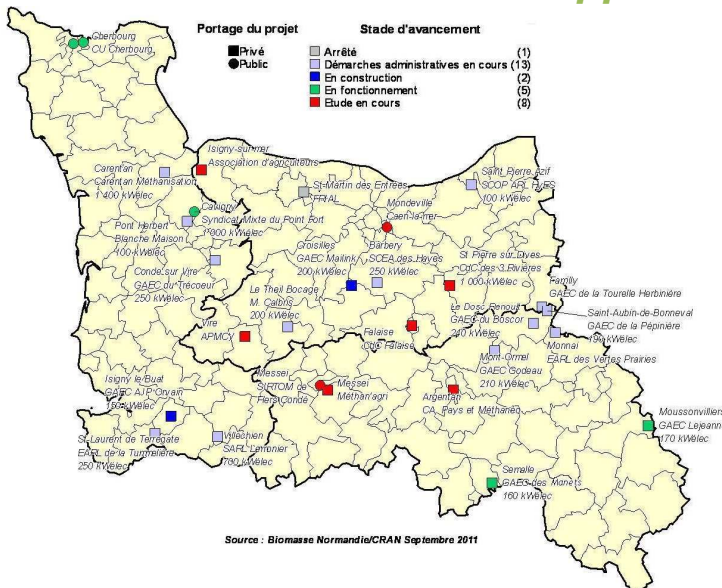 Portage du projet
Privé
Public
Stade d'avancement
Arrêté (1)
Démarches administratives en cours (13)
En construction (2)
En fonctionnement (5)
Etude en cours (8)
Cherbourg
CU Cherbourg
Isigny-sur-mer
Association d'agriculteurs
Carentan
Carentan Méthanisation
1 400 kWélec
St-Martin des Entrées
FRIAL
Saint Pierre Azif
SCOP ARL HyES
100 kWélec
Mondeville
Caen-la-mer
Cavigny
Syndicat Mixte du Point Fort
1 000 kWélec
Pont Hebert
Blanche Maison
100 kWélec
Croisilles
GAEC Mailink
200 kWélec
Barbery
SCEA des Hayes
250 kWélec
St Pierre sur Dives
CdC des 3 Rivières
1 000 kWélec
Condé sur Vire
GAEC du Trécoeur
250 kWélec
Familly
GAEC de la Tourelle Herbinière
Le Theil Bocage
M. Calbris
200 kWélec
Le Dosc Renout
GAEC du Boscor
240 kWélec
Saint-Aubin-de-Bonneval
GAEC de la Pépinière
190 kWélec
Vire
APMCY
Falaise
CdC Falaise
Monnai
EARL des Vertes Prairies
Mont-Ormel
GAEC Godeau
210 kWélec
Messei
SIRTOM de
Flers Condé
Messei
Méthan'agri
Argentan
CA, Pays et Méthanéo
Isigny le Buat
GAEC AJP Orvain
150 kWélec
Moussonvilliers
GAEC Lejeann
170 kWélec
St-Laurent de Terregate
EARL de la Turmelière
250 kWélec
Villechien
SARL Lemonier
700 kWélec
Semalle
GAEC des Manets
160 kWélec
Source : Biomasse Normandie/CRAN Septembre 2011